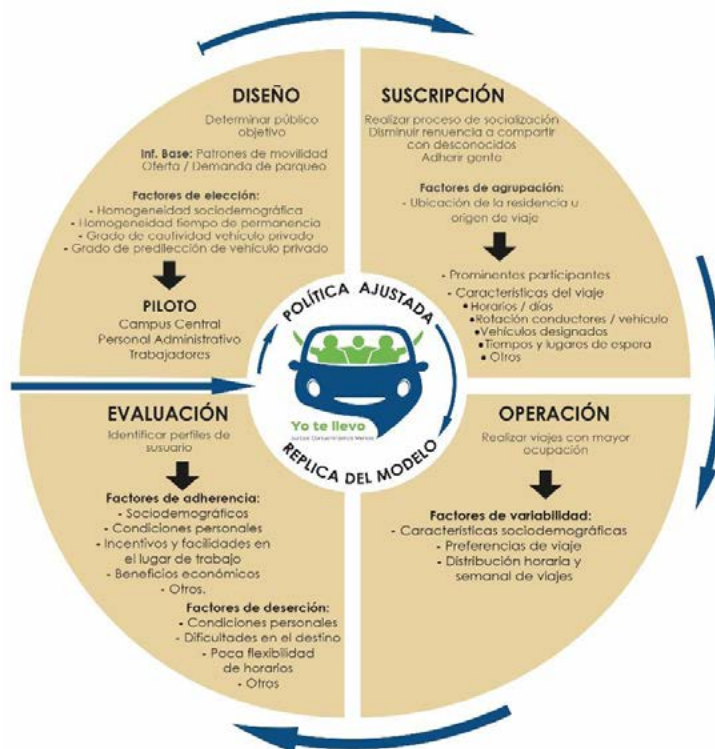 DISEÑO
Determinar público
objetivo
Inf. Base: Patrones de movilidad
Oferta / Demanda de parqueo
Factores de elección:
- Homogeneidad sociodemográfica
- Homogeneidad tiempo de permanencia
- Grado de cautividad vehículo privado
- Grado de predilección de vehículo privado
PILOTO
Campus Central
Personal Administrativo
Trabajadores
SUSCRIPCIÓN
Realizar proceso de socialización
Disminuir renuencia a compartir
con desconocidos
Adherir gente
Factores de agrupación:
- Ubicación de la residencia u
origen de viaje
- Prominentes participantes
- Características del viaje
•Horarios / días
•Rotación conductores / vehículo
•Vehículos designados
•Tiempos y lugares de espera
• Otros
POLÍTICA AJUSTADA
Yo te llevo
REPLICA DEL MODELO
EVALUACIÓN
Identificar perfiles de
susuario
Factores de adherencia:
- Sociodemográficos
- Condiciones personales
- Incentivos y facilidades en
el lugar de trabajo
- Beneficios económicos
- Otros.
Factores de deserción:
- Condiciones personales
- Dificultades en el destino
- Poca flexibilidad
de horarios
- Otros
OPERACIÓN
Realizar viajes con mayor
ocupación
Factores de variabilidad:
- Características sociodemográficas
- Preferencias de viaje
- Distribución horaria y
semanal de viajes